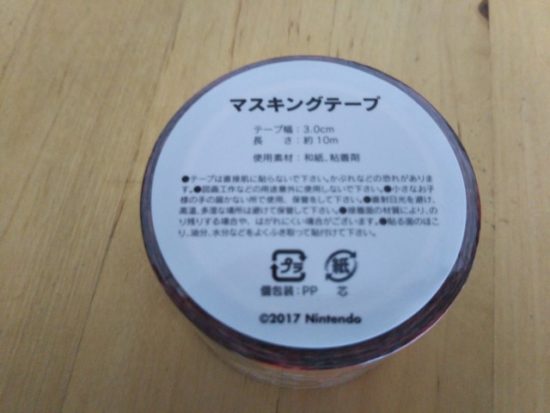 マスキングテープ
テープ幅：3.0cm
長　さ：約10m
使用素材：和紙、粘着剤
●テープは直接肌に貼らないで下さい。かぶれなどの恐れがありま
す。●図画工作などの用途意外に使用しないで下さい。●小さなお子
様の手の届かない所で使用、保管をして下さい。●直射日光を避け、
高温、多湿な場所は避けて保管して下さい。●接着面の材質により、の
り残りする場合や、はがれにくい場合がございます。●貼る面のほこ
り、油分、水分などをよくふき取って貼付けて下さい。
プラ 紙
個包装：PP 芯
©2017 Nintendo